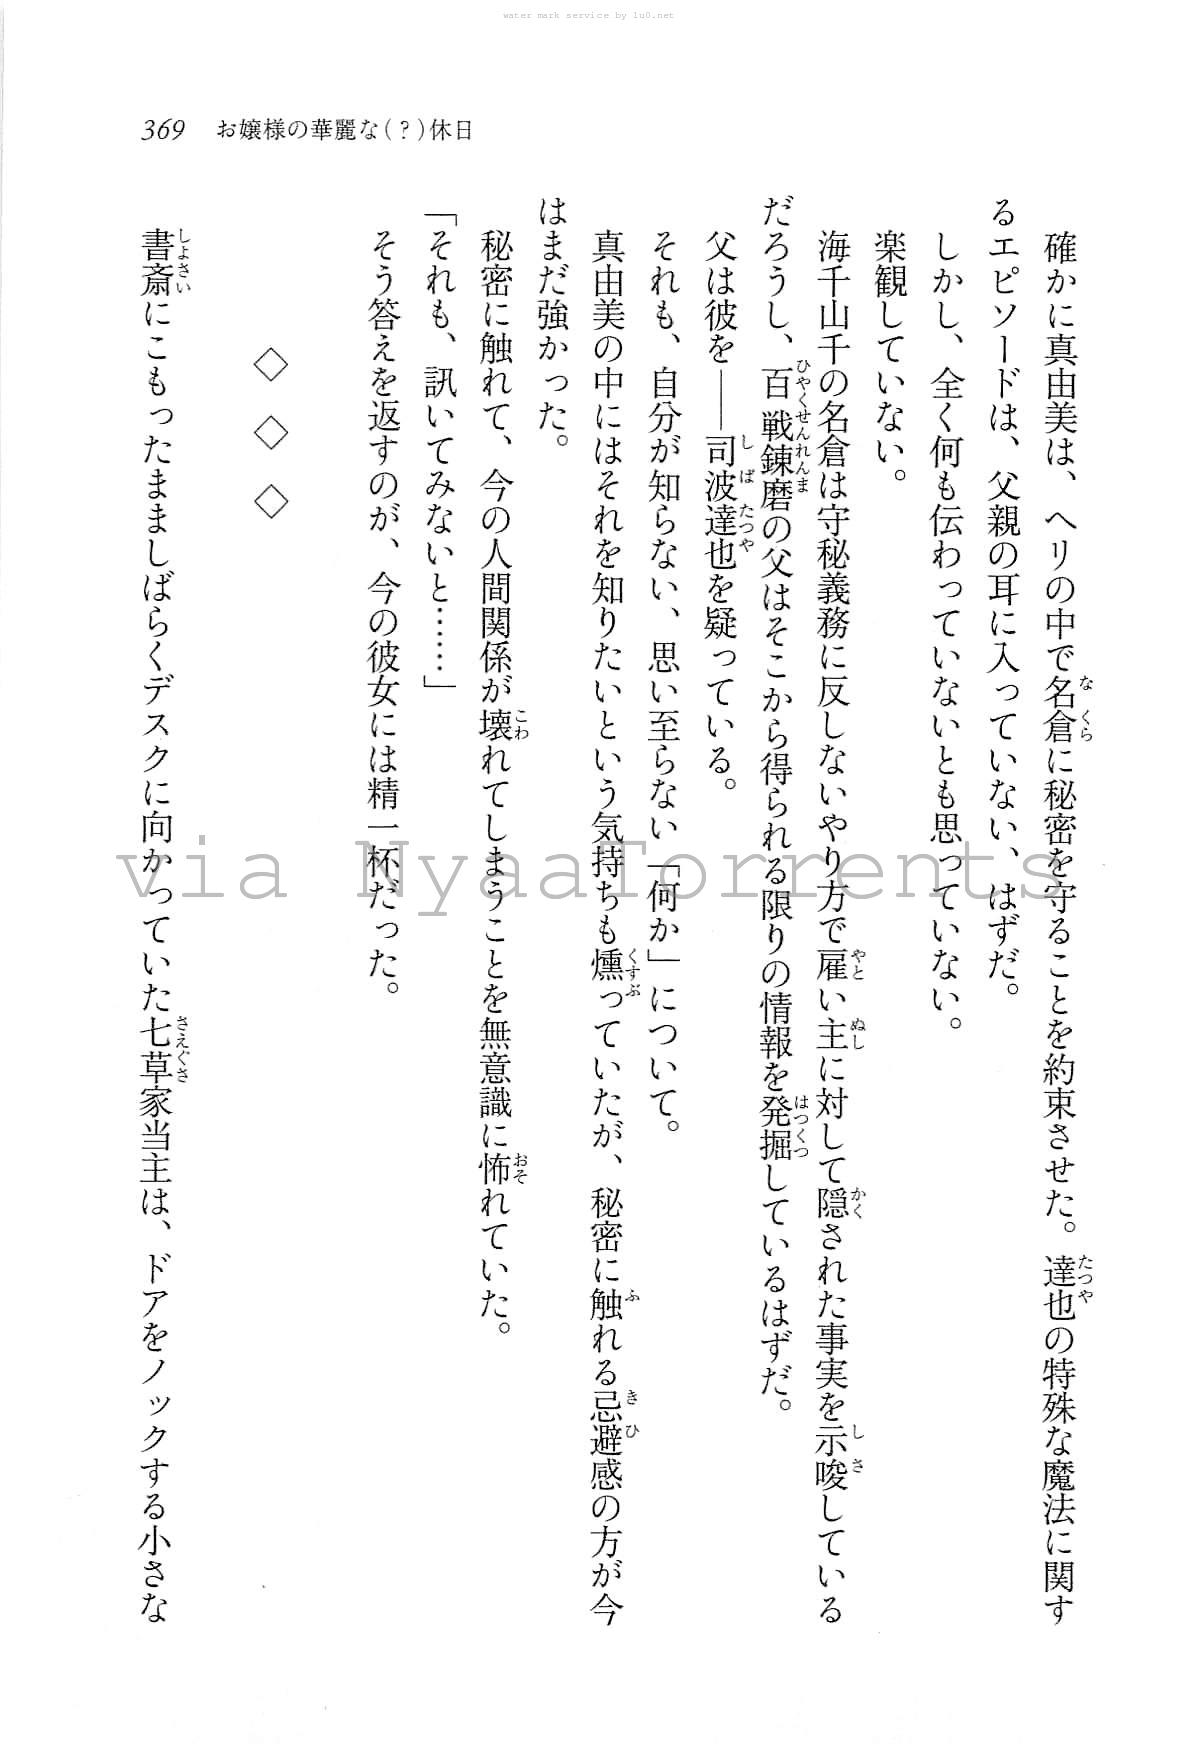 water mark service by lu0.net
369 お嬢様の華麗な(?)休日
確かに真由美は、ヘリの中で名倉に秘密を守ることを約束させた。達也の特殊な魔法に関す
るエピソードは、父親の耳に入っていない、はずだ。
しかし、全く何も伝わっていないとも思っていない。
楽観していない。
海千山千の名倉は守秘義務に反しないやり方で雇い主に対して隠された事実を示唆している
だろうし、百戦錬磨の父はそこから得られる限りの情報を発掘しているはずだ。
父は彼を――司波達也を疑っている。
それも、自分が知らない、思い至らない「何か」について。
真由美の中にはそれを知りたいという気持ちも燻っていたが、秘密に触れる忌避感の方が今
はまだ強かった。
秘密に触れて、今の人間関係が壊れてしまうことを無意識に怖れていた。
「それも、訊いてみないと……」
そう答えを返すのが、今の彼女には精一杯だった。
◇ ◇ ◇
書斎にこもったまましばらくデスクに向かっていた七草家当主は、ドアをノックする小さな
via NyaaTorrents